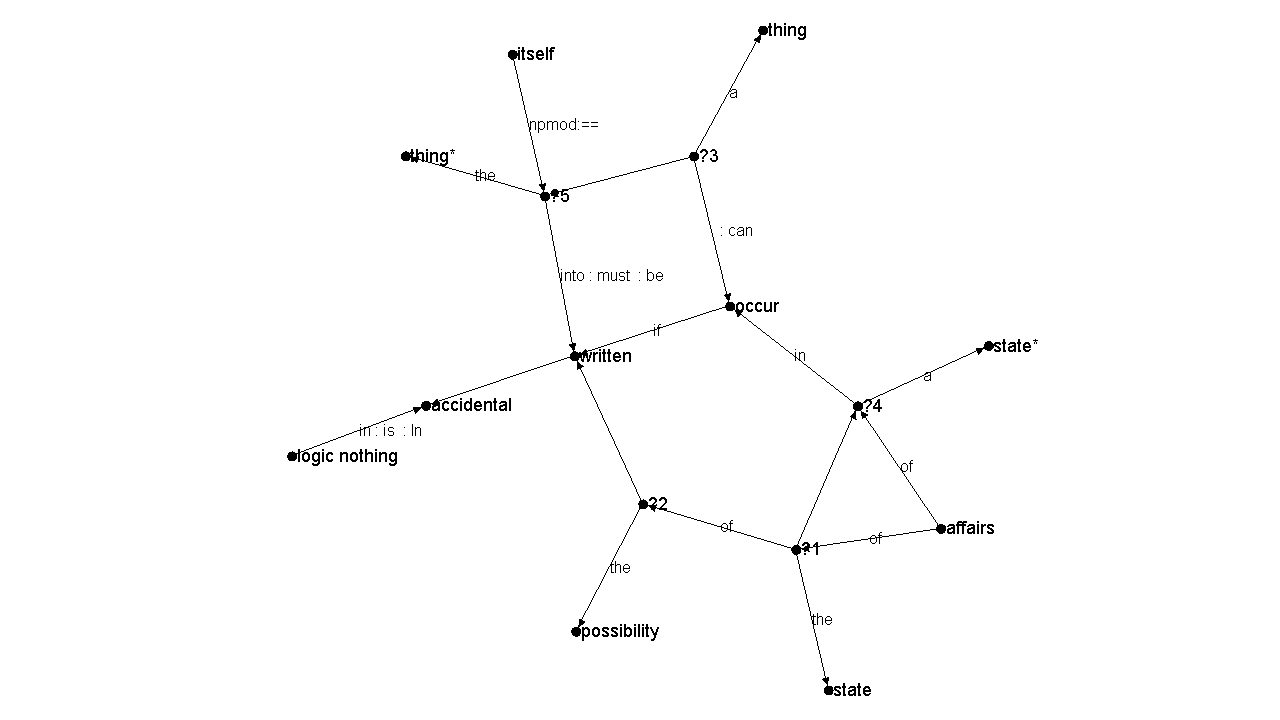 thing
itself
a
npmod:==
thing*
?3
the
?5
: can
into : must : be
occur
if
state*
written
in
a
accidental
?4
in : is : In
logic nothing
of
?2
of
affairs
of
?1
the
the
possibility
state